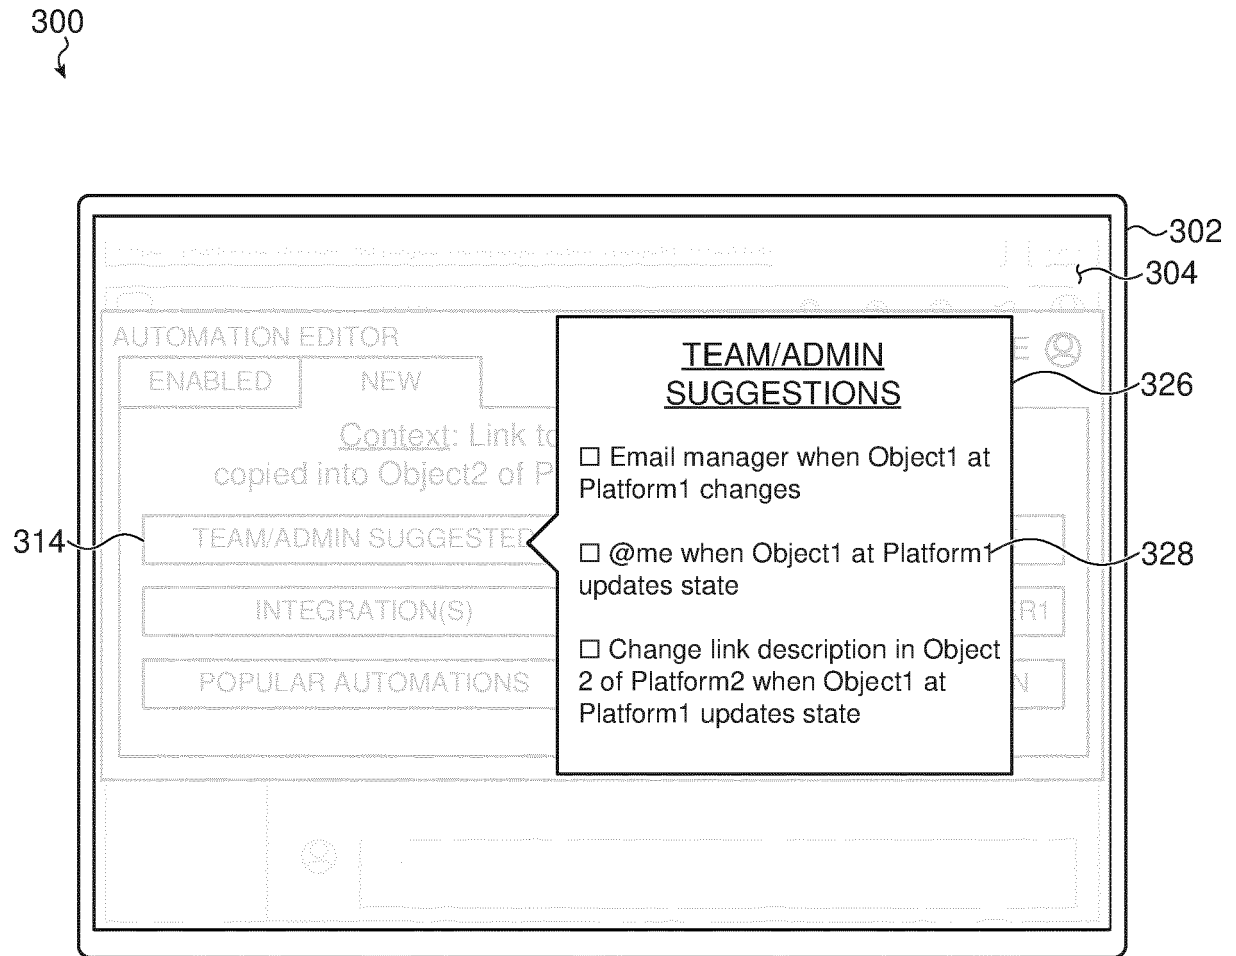 300
302
304
AUTOMATION EDITOR
ENABLED
NEW
Context: Link to
copied into Object2 of P
TEAM/ADMIN SUGGESTED
INTEGRATION(S)
R1
POPULAR AUTOMATIONS
N
314
TEAM/ADMIN
SUGGESTIONS
326
☐ Email manager when Object1 at
Platform1 changes
☐ @me when Object1 at Platform1
updates state
328
☐ Change link description in Object
2 of Platform2 when Object1 at
Platform1 updates state